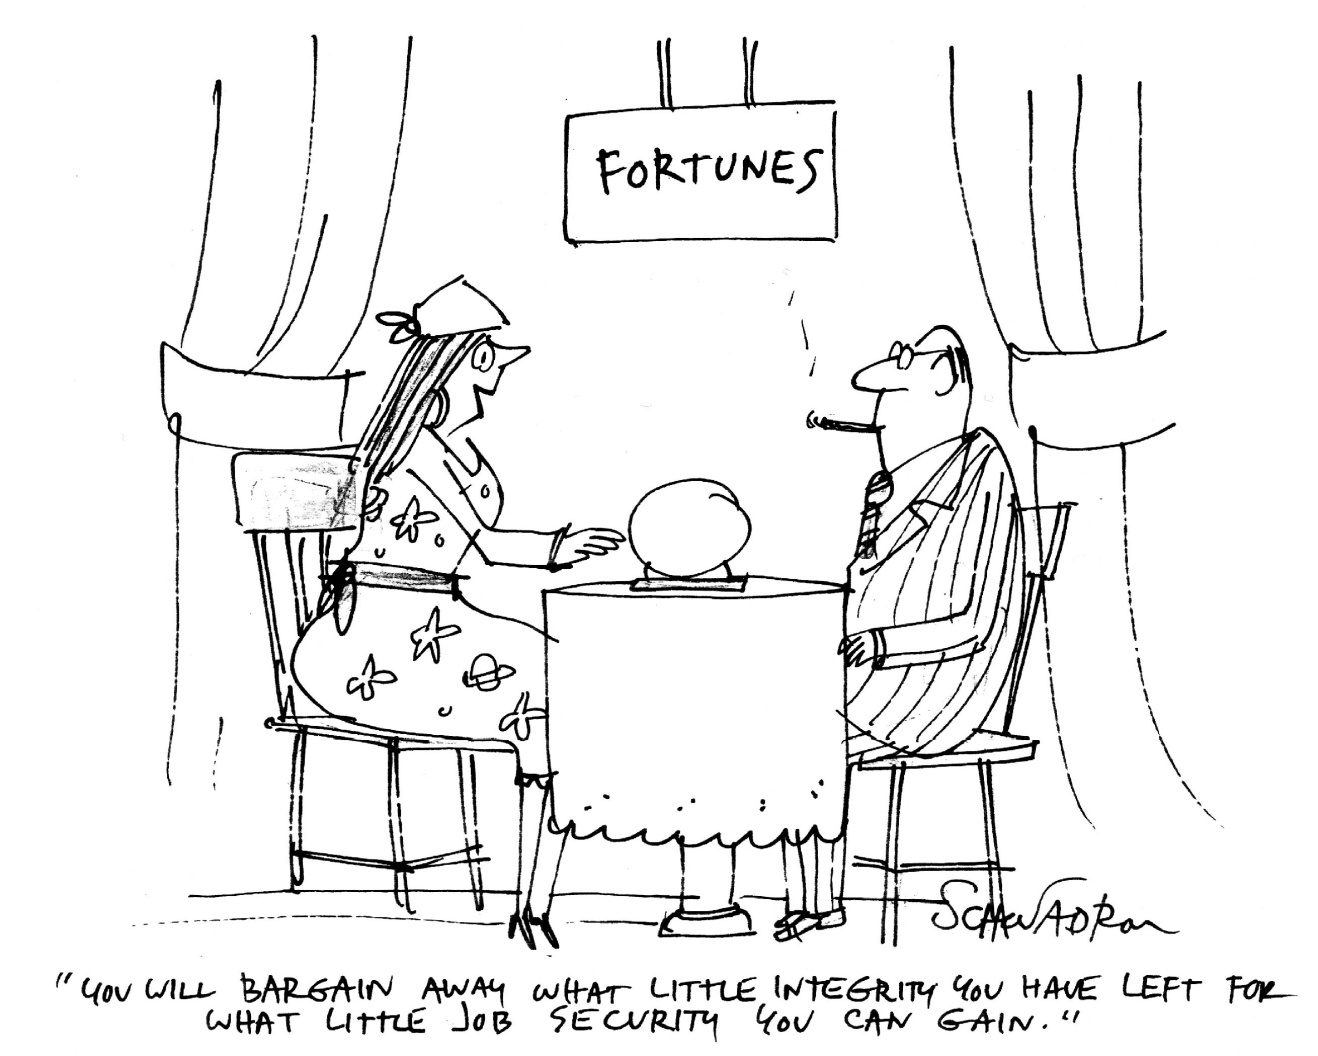 FORTUNES
SCHWADRON
"YOU WILL BARGAIN AWAY WHAT LITTLE INTEGRITY YOU HAVE LEFT FOR
WHAT LITTLE JOB SECURITY YOU CAN GAIN."